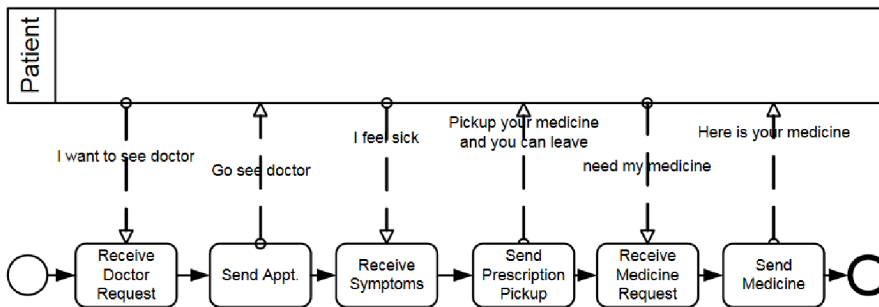 Patient
I want to see doctor
Go see doctor
I feel sick
Pickup your medicine
and you can leave
need my medicine
Here is your medicine
Receive
Doctor
Request
Send Appt.
Receive
Symptoms
Send
Prescription
Pickup
Receive
Medicine
Request
Send
Medicine